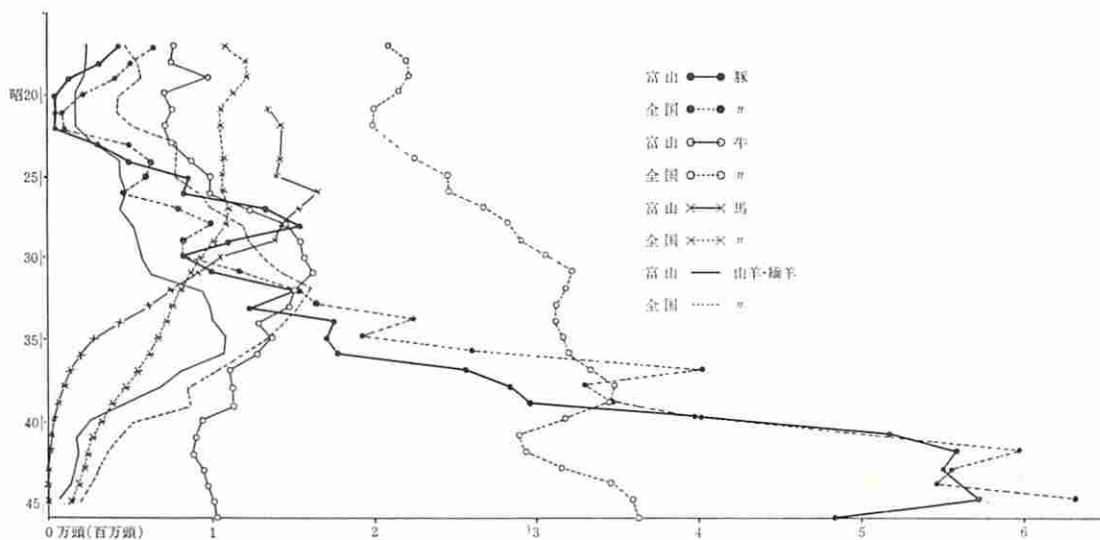 昭20
25
30
35
40
45
0万頭(百万頭) 1 2 3 4 5 6
富山 豚
全国 〃
富山 牛
全国 〃
富山 馬
全国 〃
富山 山羊・緬羊
全国 〃